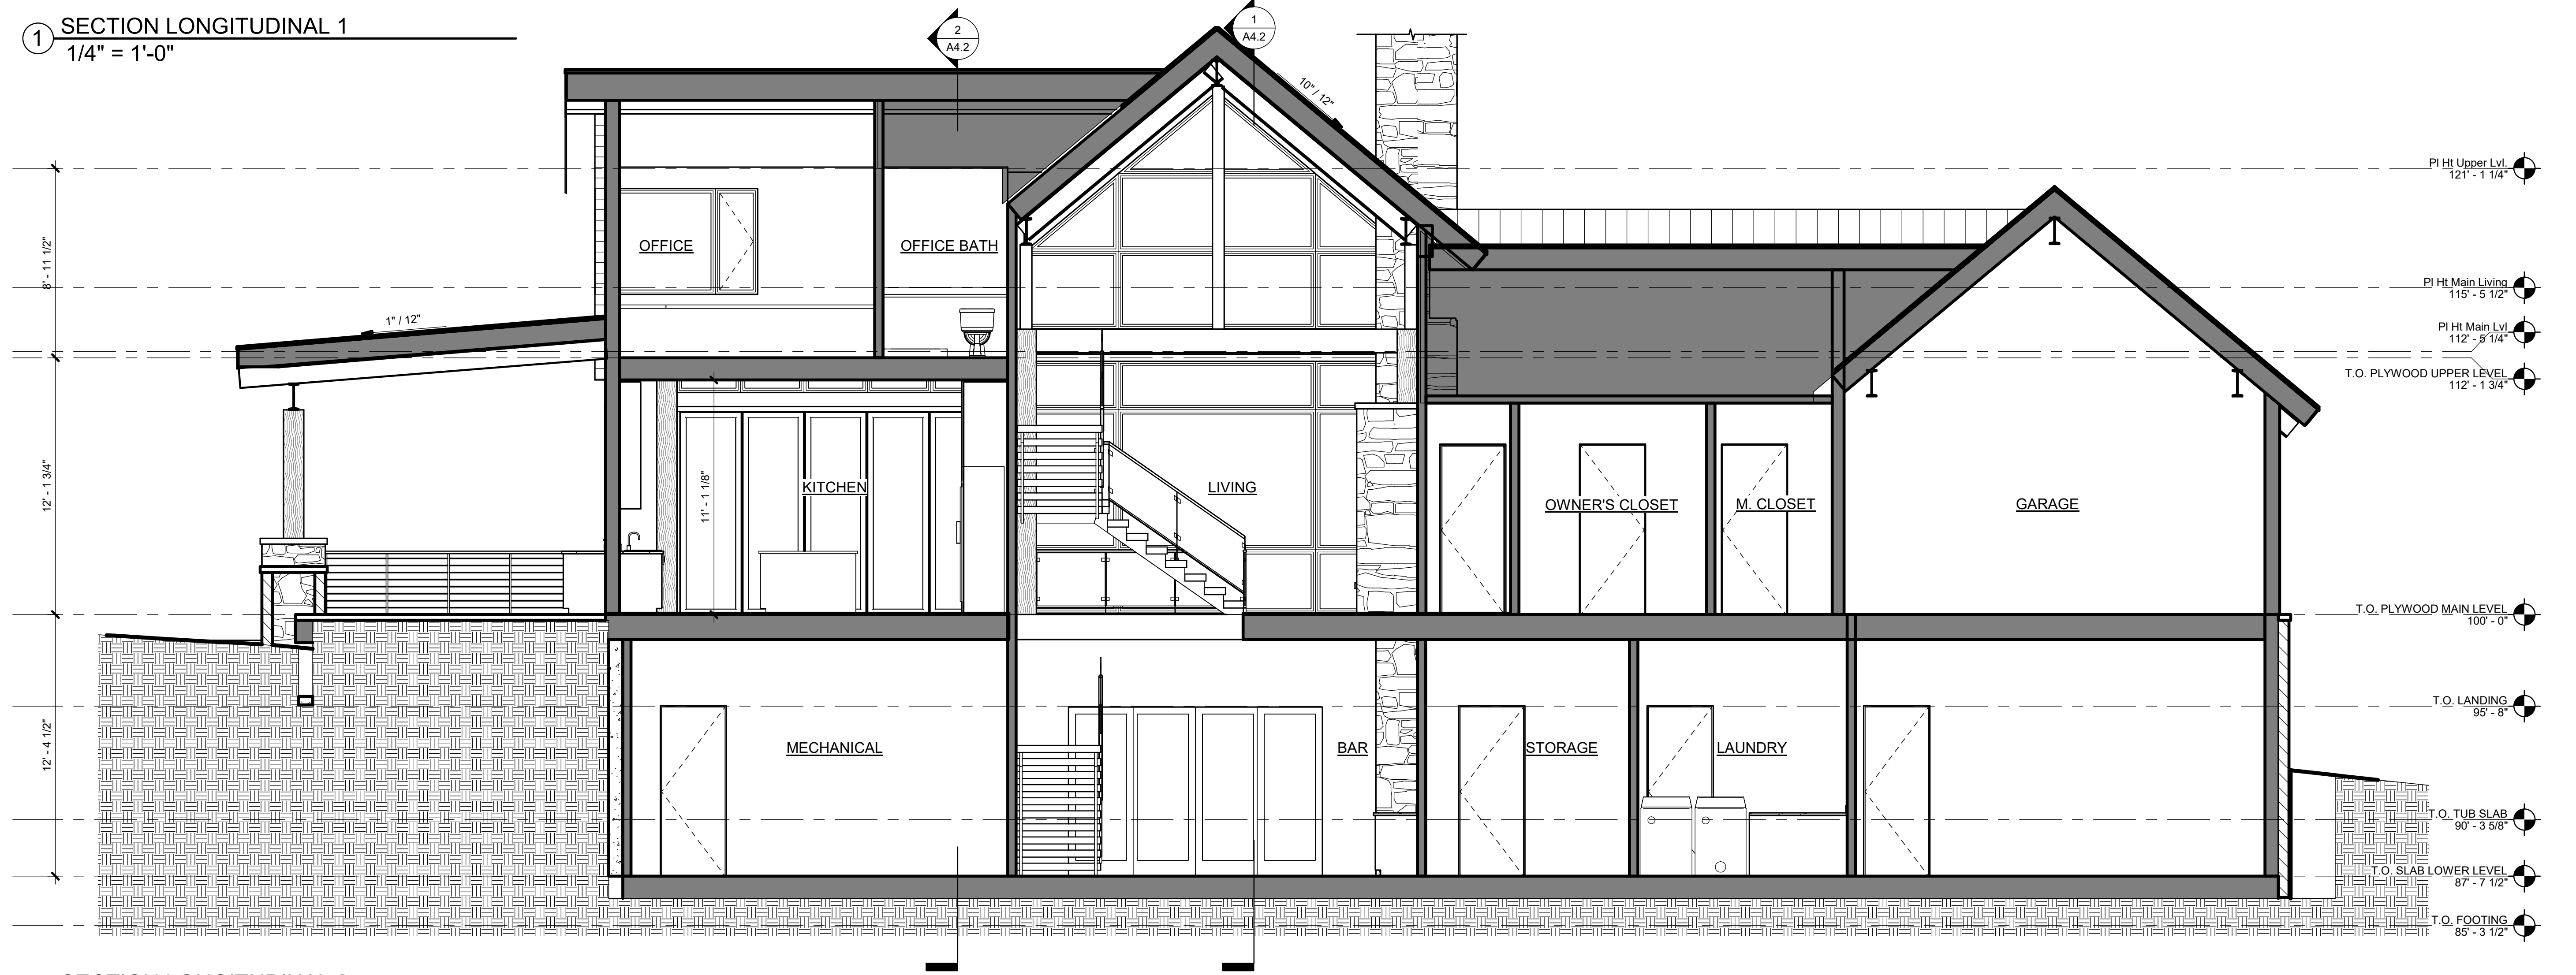 1
SECTION LONGITUDINAL 1
1/4" = 1'-0"
2
A4.2
1
A4.2
10" / 12"
Pl Ht Upper Lvl.
121' - 1 1/4"
OFFICE
OFFICE BATH
8' - 11 1/2"
Pl Ht Main Living
115' - 5 1/2"
1" / 12"
Pl Ht Main Lvl
112' - 5 1/4"
T.O. PLYWOOD UPPER LEVEL
112' - 1 3/4"
12' - 1 3/4"
11' - 1 1/8"
KITCHEN
LIVING
OWNER'S CLOSET
M. CLOSET
GARAGE
T.O. PLYWOOD MAIN LEVEL
100' - 0"
T.O. LANDING
95' - 8"
12' - 4 1/2"
MECHANICAL
BAR
STORAGE
LAUNDRY
T.O. TUB SLAB
90' - 3 5/8"
T.O. SLAB LOWER LEVEL
87' - 7 1/2"
T.O. FOOTING
85' - 3 1/2"